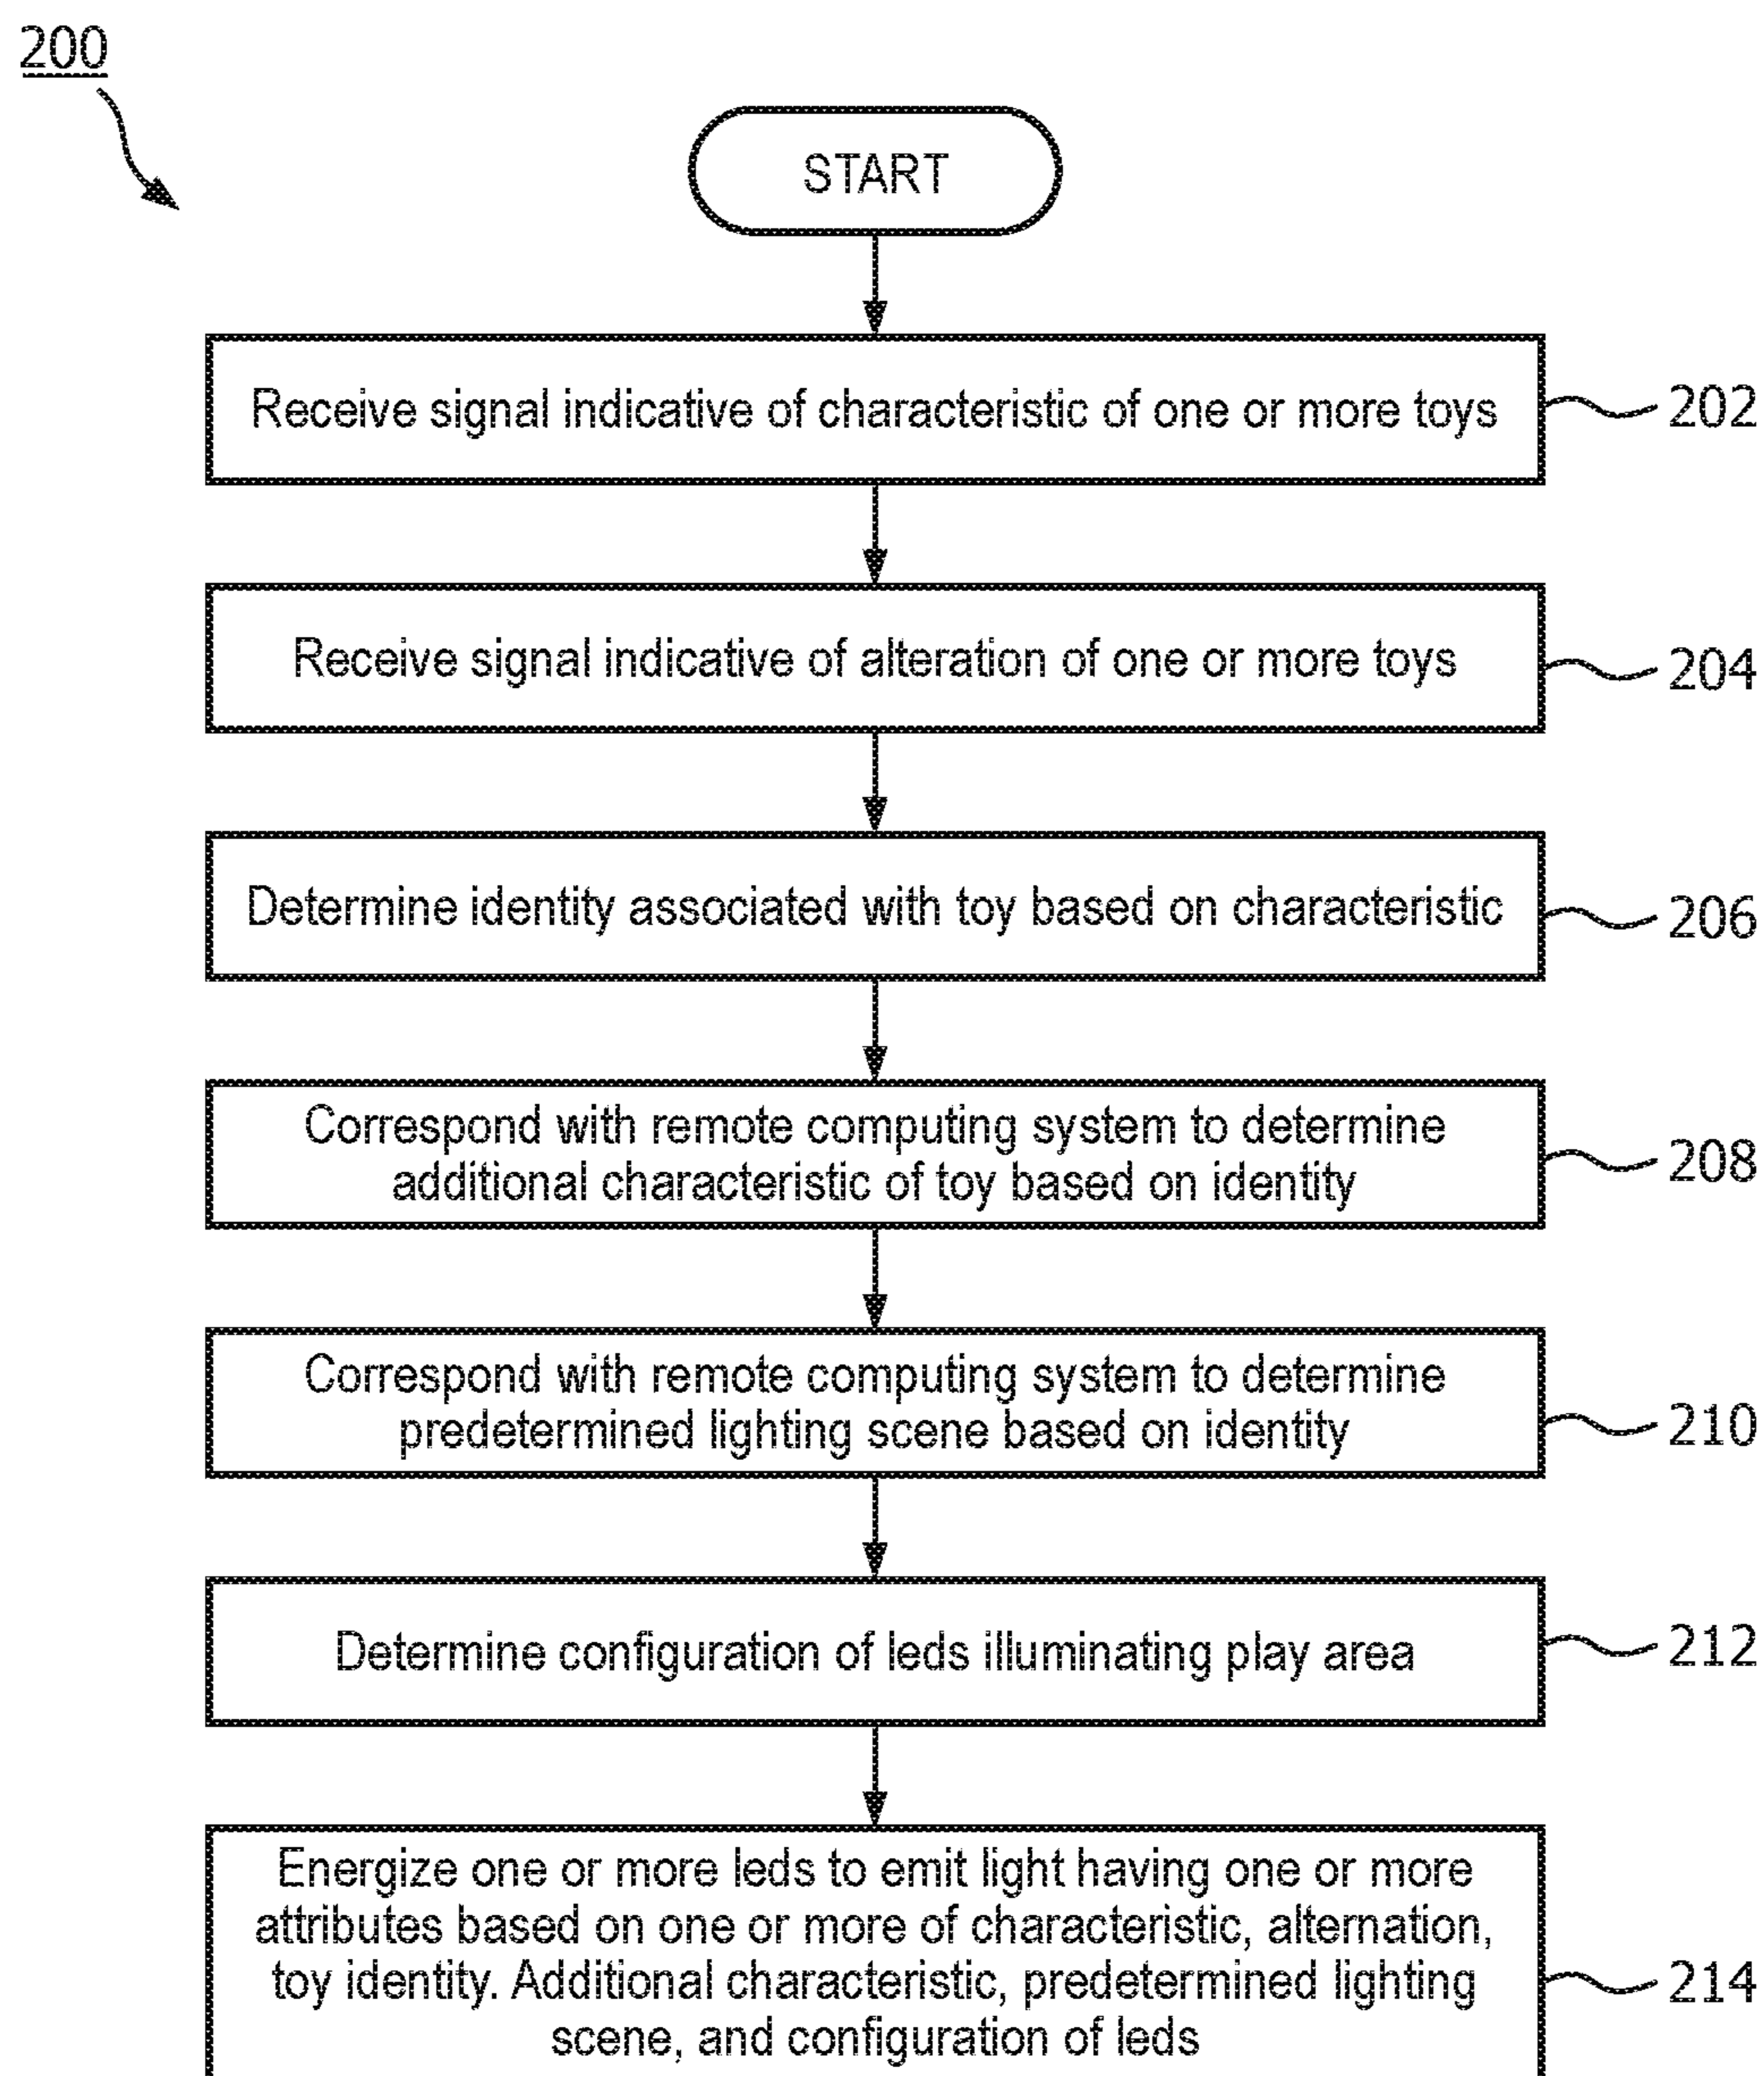 200
START
Receive signal indicative of characteristic of one or more toys
202
Receive signal indicative of alteration of one or more toys
204
Determine identity associated with toy based on characteristic
206
Correspond with remote computing system to determine
additional characteristic of toy based on identity
208
Correspond with remote computing system to determine
predetermined lighting scene based on identity
210
Determine configuration of leds illuminating play area
212
Energize one or more leds to emit light having one or more
attributes based on one or more of characteristic, alternation,
toy identity. Additional characteristic, predetermined lighting
scene, and configuration of leds
214